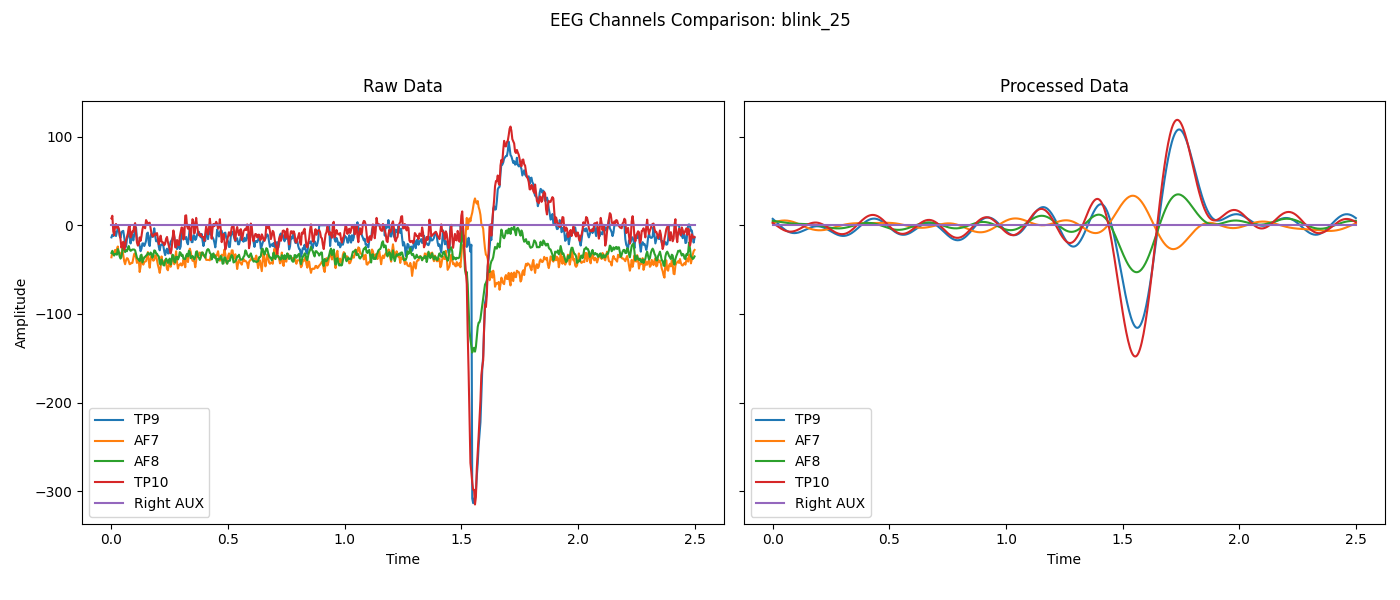 EEG Channels Comparison: blink_25
Raw Data
Processed Data
Amplitude
100
0
−100
−200
−300
TP9
AF7
AF8
TP10
Right AUX
TP9
AF7
AF8
TP10
Right AUX
0.0 0.5 1.0 1.5 2.0 2.5
0.0 0.5 1.0 1.5 2.0 2.5
Time
Time